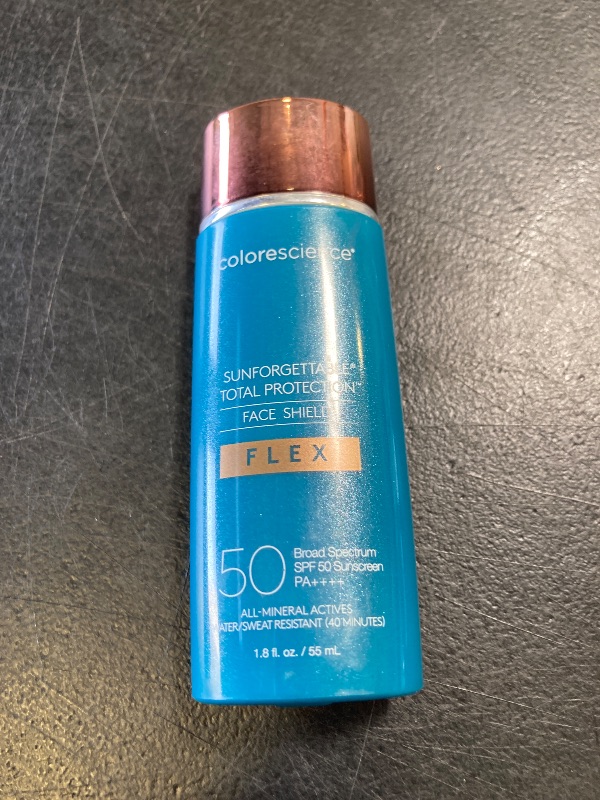 colorescience®
SUNFORGETTABLE®
TOTAL PROTECTION™
FACE SHIELD
FLEX
50
Broad Spectrum
SPF 50 Sunscreen
PA++++
ALL-MINERAL ACTIVES
ATER/SWEAT RESISTANT (40 MINUTES)
1.8 fl. oz. / 55 mL